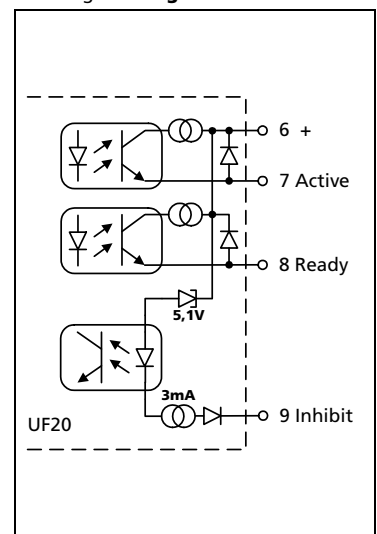 6 +
7 Active
8 Ready
5,1V
3mA
9 Inhibit
UF20